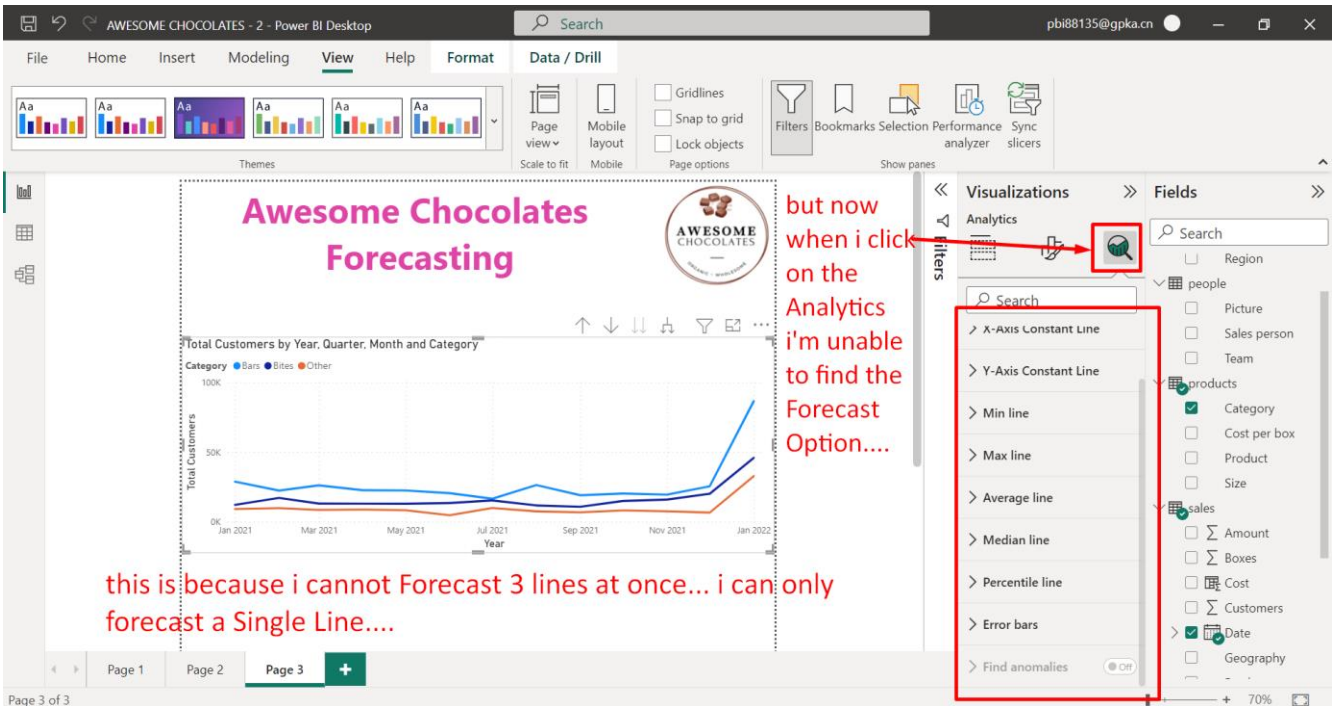 AWESOME CHOCOLATES - 2 - Power BI Desktop
Search
pbi88135@gpka.cn
File Home Insert Modeling View Help Format Data / Drill
Aa Aa Aa Aa Aa Aa
Page view
Mobile layout
Gridlines
Snap to grid
Lock objects
Filters Bookmarks Selection Performance analyzer Sync slicers
Themes
Scale to fit
Mobile
Page options
Show panes
Awesome Chocolates
Forecasting
AWESOME
CHOCOLATES
but now
when i click
on the
Analytics
i'm unable
to find the
Forecast
Option....
Total Customers by Year, Quarter, Month and Category
Category Bars Bites Other
100K
50K
0K
Total Customers
Jan 2021 Mar 2021 May 2021 Jul 2021 Sep 2021 Nov 2021 Jan 2022
Year
this is because i cannot Forecast 3 lines at once... i can only
forecast a Single Line....
Filters
Visualizations
Analytics
Search
X-Axis Constant Line
Y-Axis Constant Line
Min line
Max line
Average line
Median line
Percentile line
Error bars
Find anomalies Off
Fields
Search
Region
people
Picture
Sales person
Team
products
Category
Cost per box
Product
Size
sales
Amount
Boxes
Cost
Customers
Date
Geography
Page 1 Page 2 Page 3
Page 3 of 3
70%